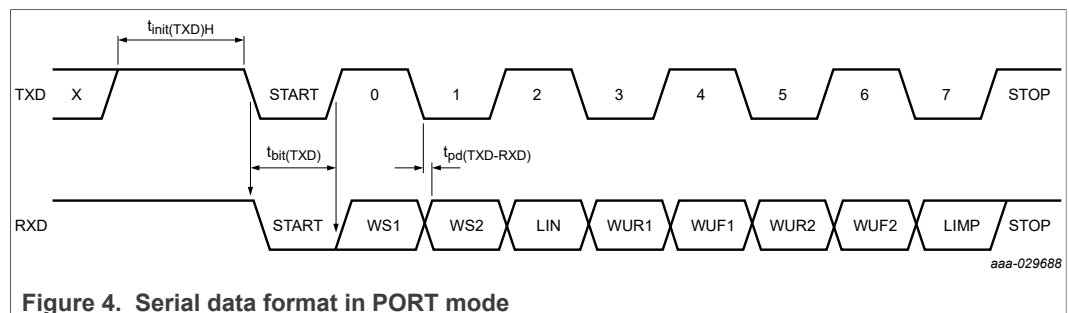 tinit(TXD)H
TXD X START 0 1 2 3 4 5 6 7 STOP
tbit(TXD) tpd(TXD-RXD)
RXD START WS1 WS2 LIN WUR1 WUF1 WUR2 WUF2 LIMP STOP
aaa-029688
Figure 4. Serial data format in PORT mode